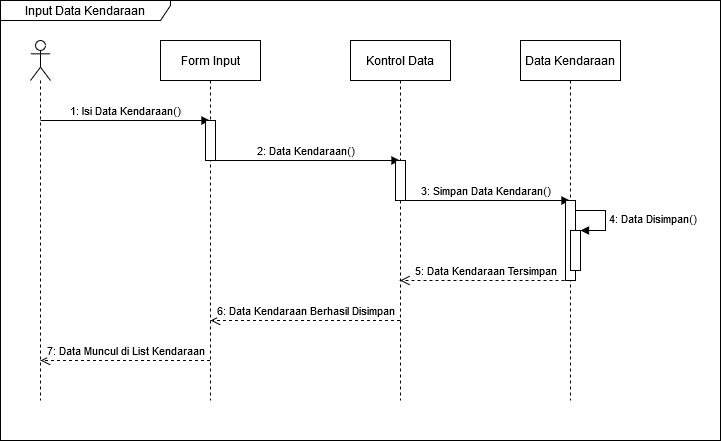 Input Data Kendaraan
Form Input
Kontrol Data
Data Kendaraan
1: Isi Data Kendaraan()
2: Data Kendaraan()
3: Simpan Data Kendaran()
4: Data Disimpan()
5: Data Kendaraan Tersimpan
6: Data Kendaraan Berhasil Disimpan
7: Data Muncul di List Kendaraan